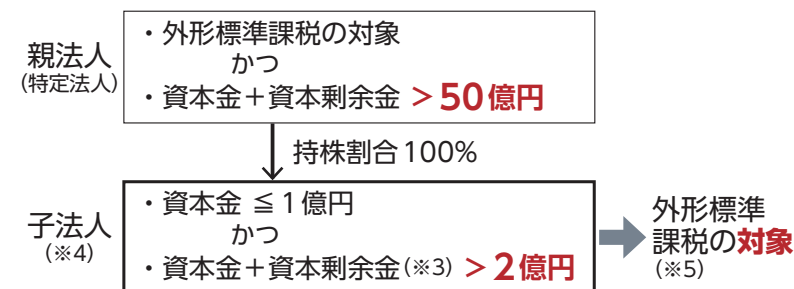 親法人
(特定法人)
・外形標準課税の対象
かつ
・資本金＋資本剰余金 ＞50億円
持株割合100%
子法人
(※4)
・資本金 ≦1億円
かつ
・資本金＋資本剰余金(※3) ＞2億円
外形標準
課税の対象
(※5)